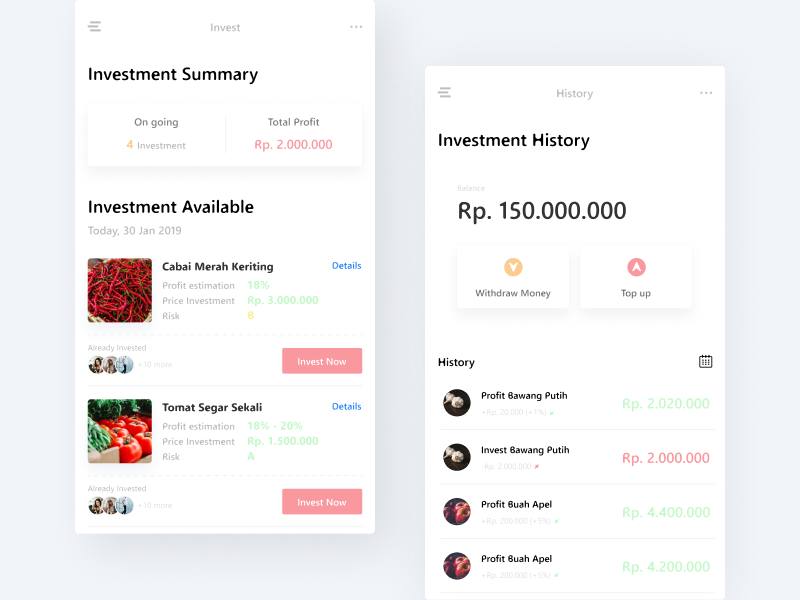 Invest
Investment Summary
On going
4 Investment
Total Profit
Rp. 2.000.000
Investment Available
Today, 30 Jan 2019
Cabai Merah Keriting
Details
Profit estimation 18%
Price Investment Rp. 3.000.000
Risk B
Already Invested
+10 more
Invest Now
Tomat Segar Sekali
Details
Profit estimation 18% - 20%
Price Investment Rp. 1.500.000
Risk A
Already Invested
+10 more
Invest Now
History
Investment History
Balance
Rp. 150.000.000
Withdraw Money
Top up
History
Profit Bawang Putih
+Rp. 20.000 (+1%)
Rp. 2.020.000
Invest Bawang Putih
-Rp. 2.000.000
Rp. 2.000.000
Profit Buah Apel
+Rp. 200.000 (+5%)
Rp. 4.400.000
Profit Buah Apel
+Rp. 200.000 (+5%)
Rp. 4.200.000